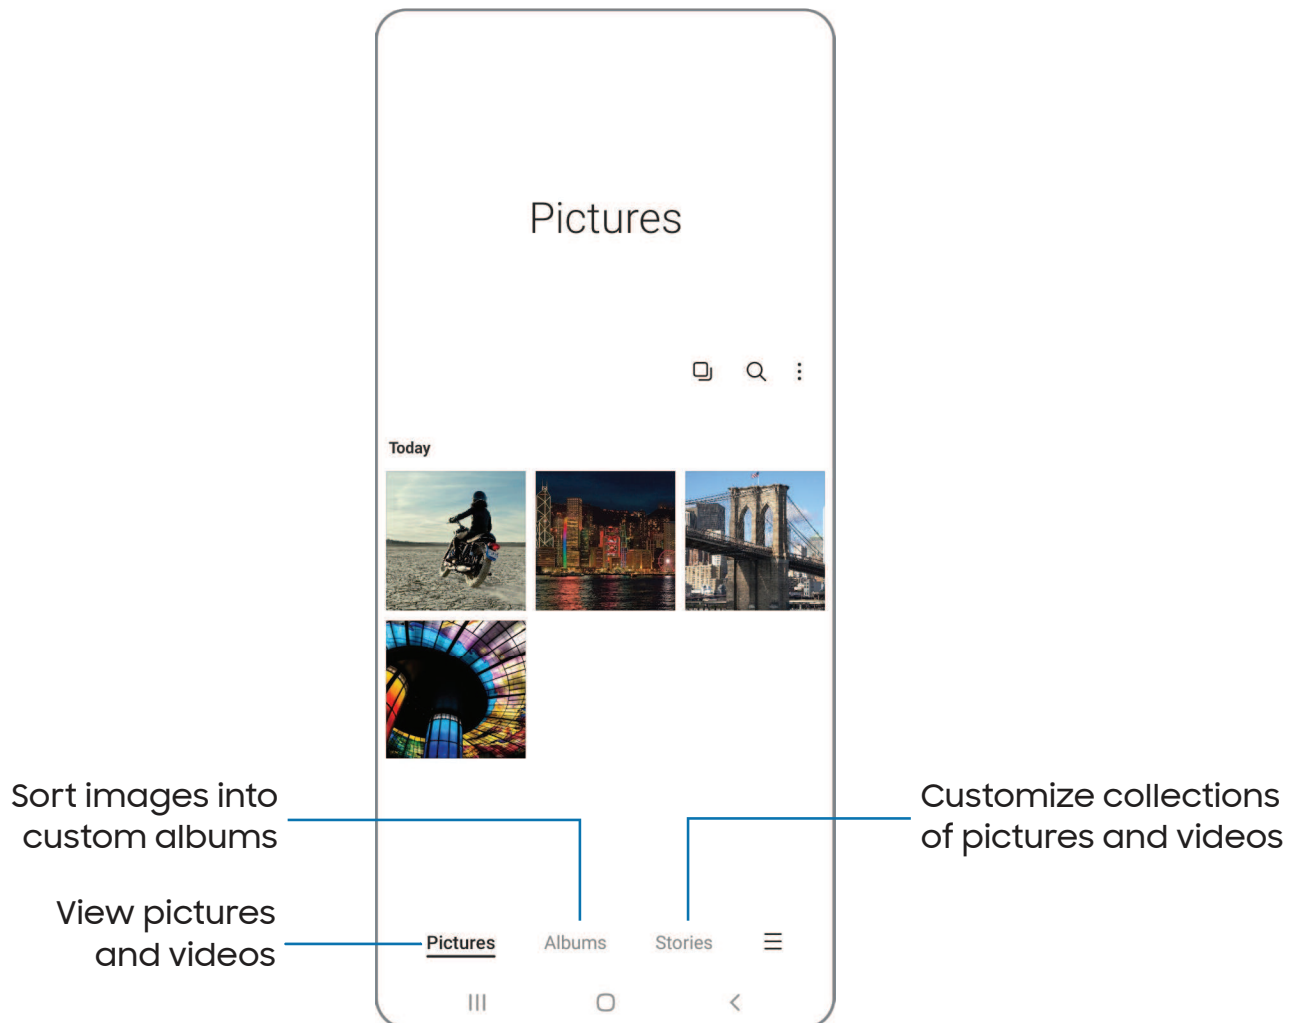 Pictures
Today
Sort images into
custom albums
Customize collections
of pictures and videos
View pictures
and videos
Pictures
Albums
Stories